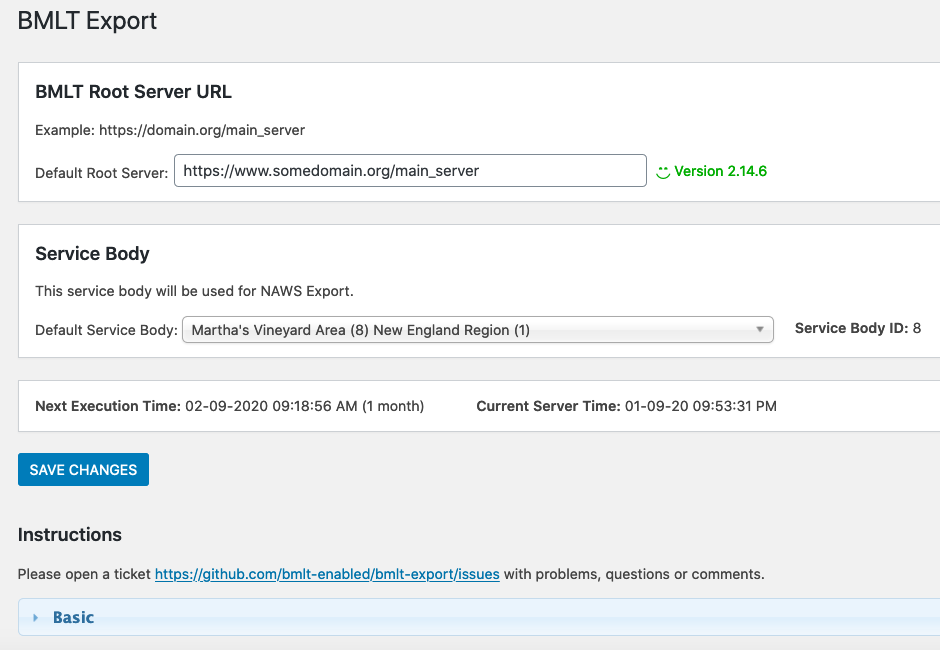 BMLT Export
BMLT Root Server URL
Example: https://domain.org/main_server
Default Root Server: https://www.somedomain.org/main_server Version 2.14.6
Service Body
This service body will be used for NAWS Export.
Default Service Body: Martha's Vineyard Area (8) New England Region (1) Service Body ID: 8
Next Execution Time: 02-09-2020 09:18:56 AM (1 month) Current Server Time: 01-09-20 09:53:31 PM
SAVE CHANGES
Instructions
Please open a ticket https://github.com/bmlt-enabled/bmlt-export/issues with problems, questions or comments.
Basic